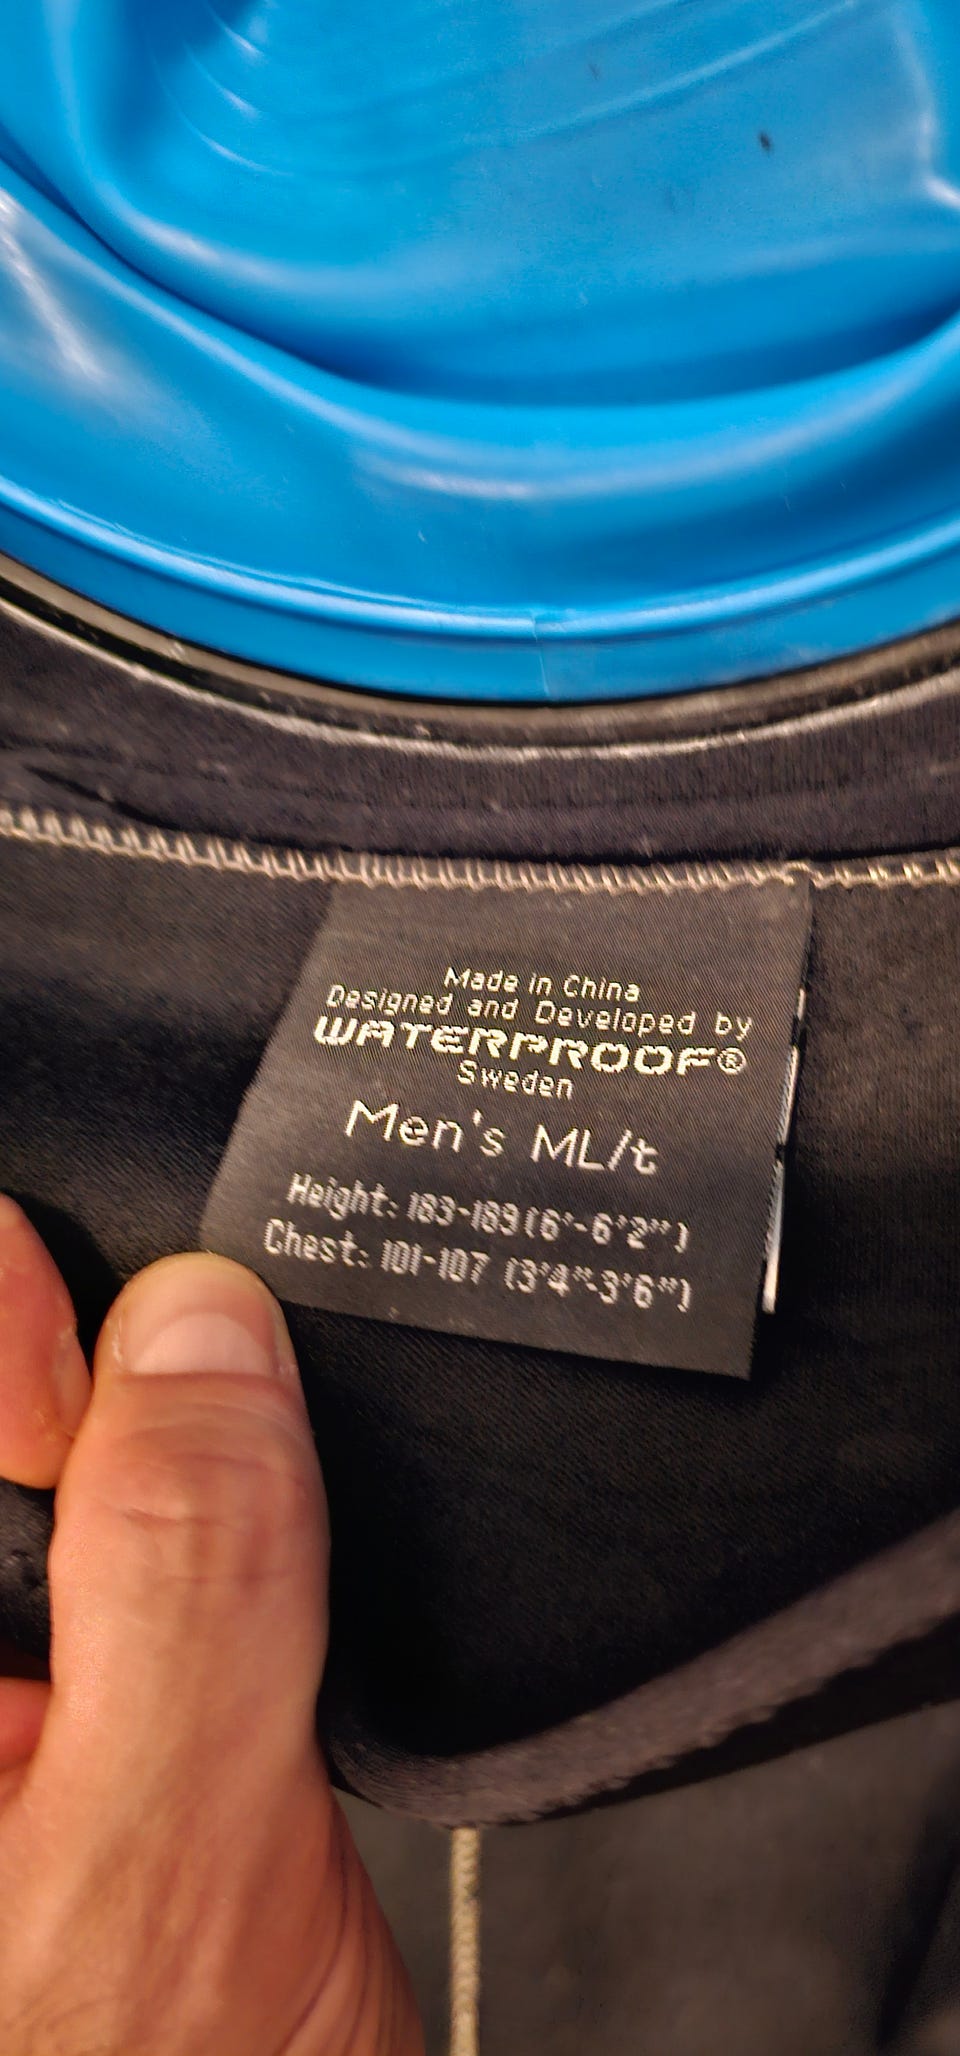 Made in China
Designed and Developed by
WATERPROOF®
Sweden
Men's ML/t
Height: 183-189(6'-6'2")
Chest: 101-107 (3'4"-3'6")